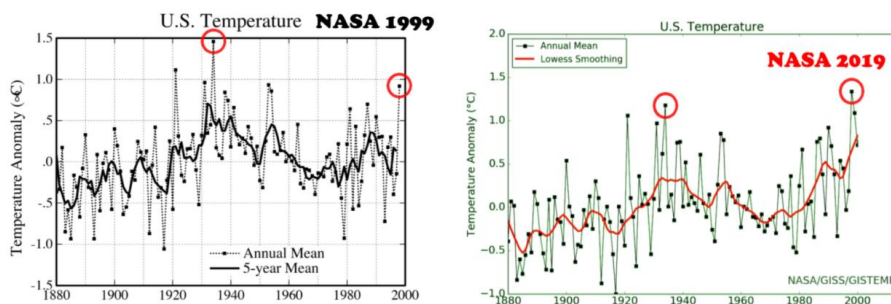 U.S. Temperature NASA 1999
Temperature Anomaly (°C)
1.5
1.0
.5
0.0
-.5
-1.0
-1.5
Annual Mean
5-year Mean
1880 1900 1920 1940 1960 1980 2000
U.S. Temperature
Temperature Anomaly (°C)
2.0
1.5
1.0
0.5
0.0
−0.5
−1.0
Annual Mean
Lowess Smoothing
NASA 2019
NASA/GISS/GISTEMP
1880 1900 1920 1940 1960 1980 2000